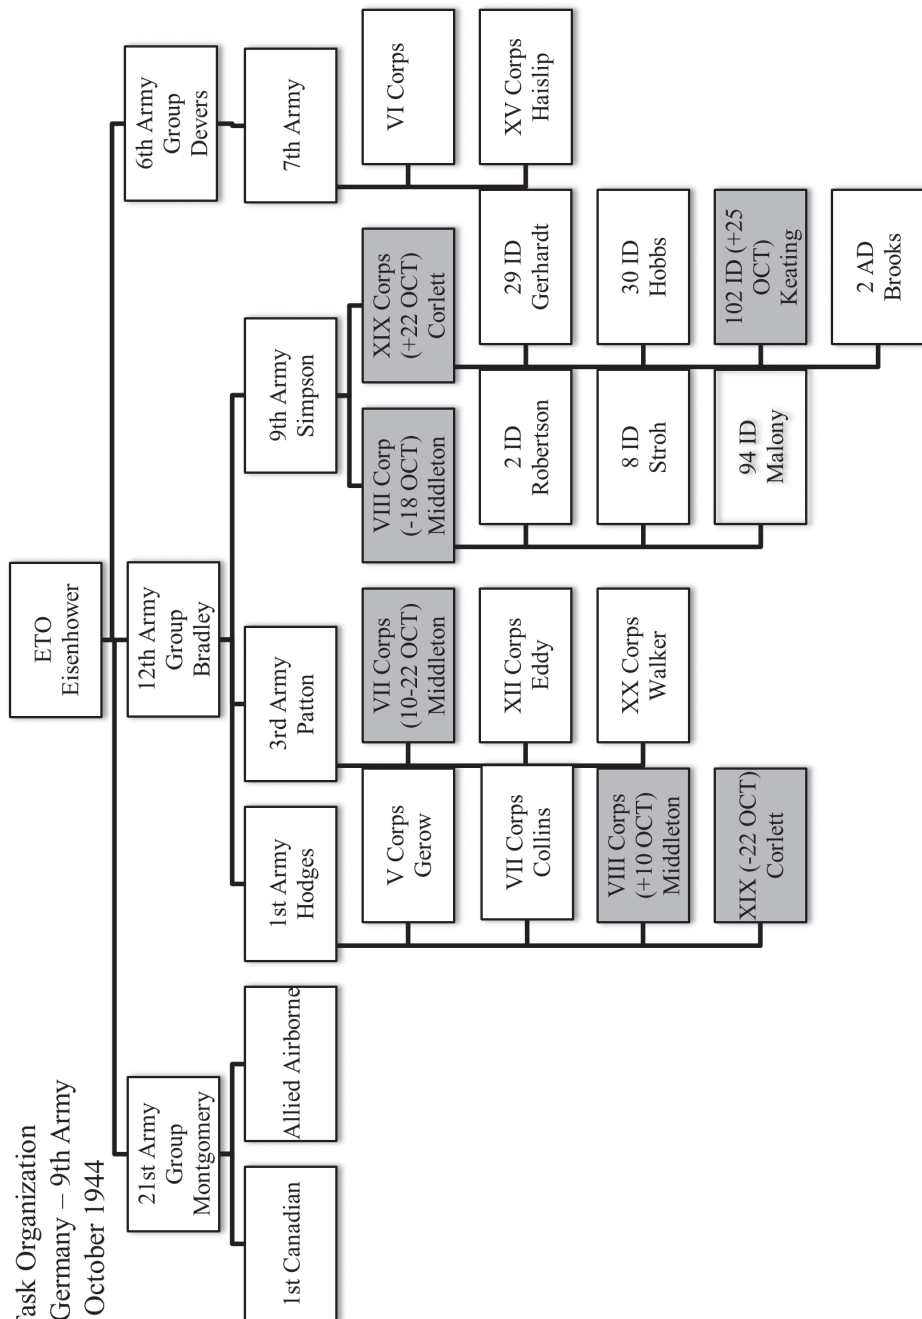 Task Organization
Germany – 9th Army
October 1944
ETO
Eisenhower
21st Army
Group
Montgomery
12th Army
Group
Bradley
6th Army
Group
Devers
1st Canadian
Allied Airborne
1st Army
Hodges
3rd Army
Patton
9th Army
Simpson
7th Army
V Corps
Gerow
VII Corps
(10-22 OCT)
Middleton
VIII Corp
(-18 OCT)
Middleton
XIX Corps
(+22 OCT)
Corlett
VI Corps
VII Corps
Collins
XII Corps
Eddy
2 ID
Robertson
29 ID
Gerhardt
XV Corps
Haislip
VIII Corps
(+10 OCT)
Middleton
XX Corps
Walker
8 ID
Stroh
30 ID
Hobbs
XIX (-22 OCT)
Corlett
94 ID
Malony
102 ID (+25
OCT)
Keating
2 AD
Brooks